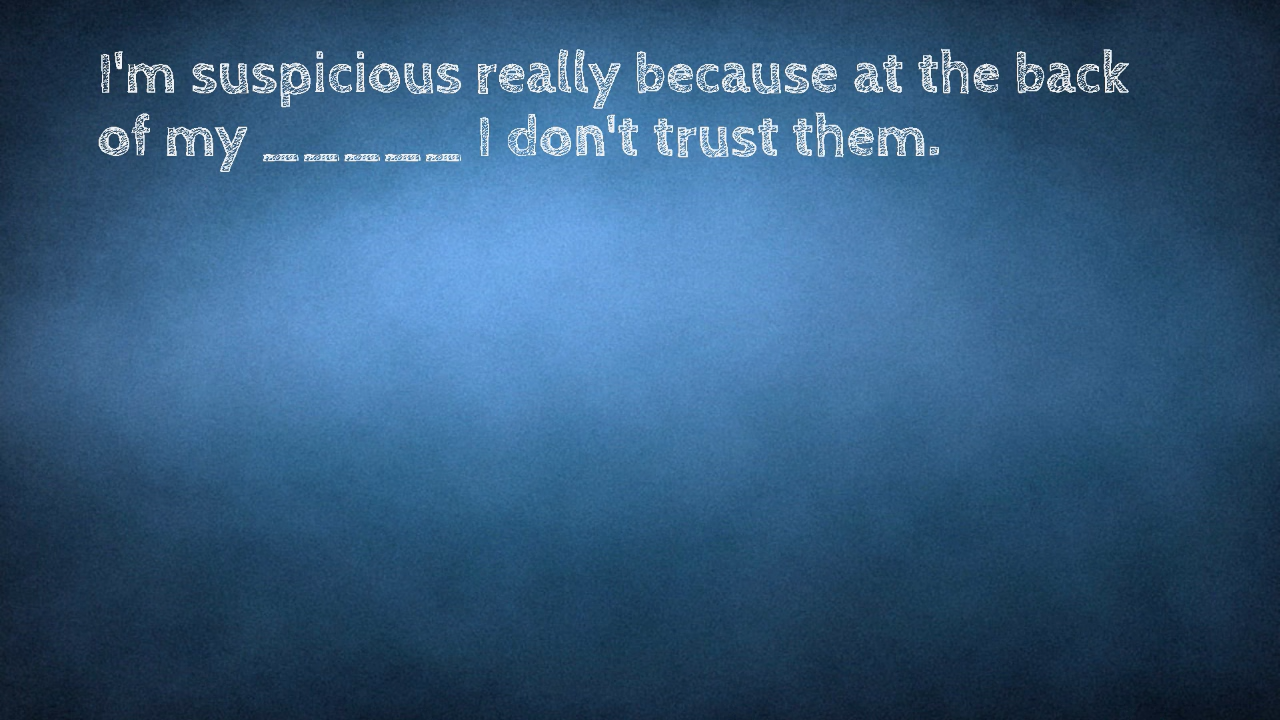 I'm suspicious really because at the back
of my _____ I don't trust them.